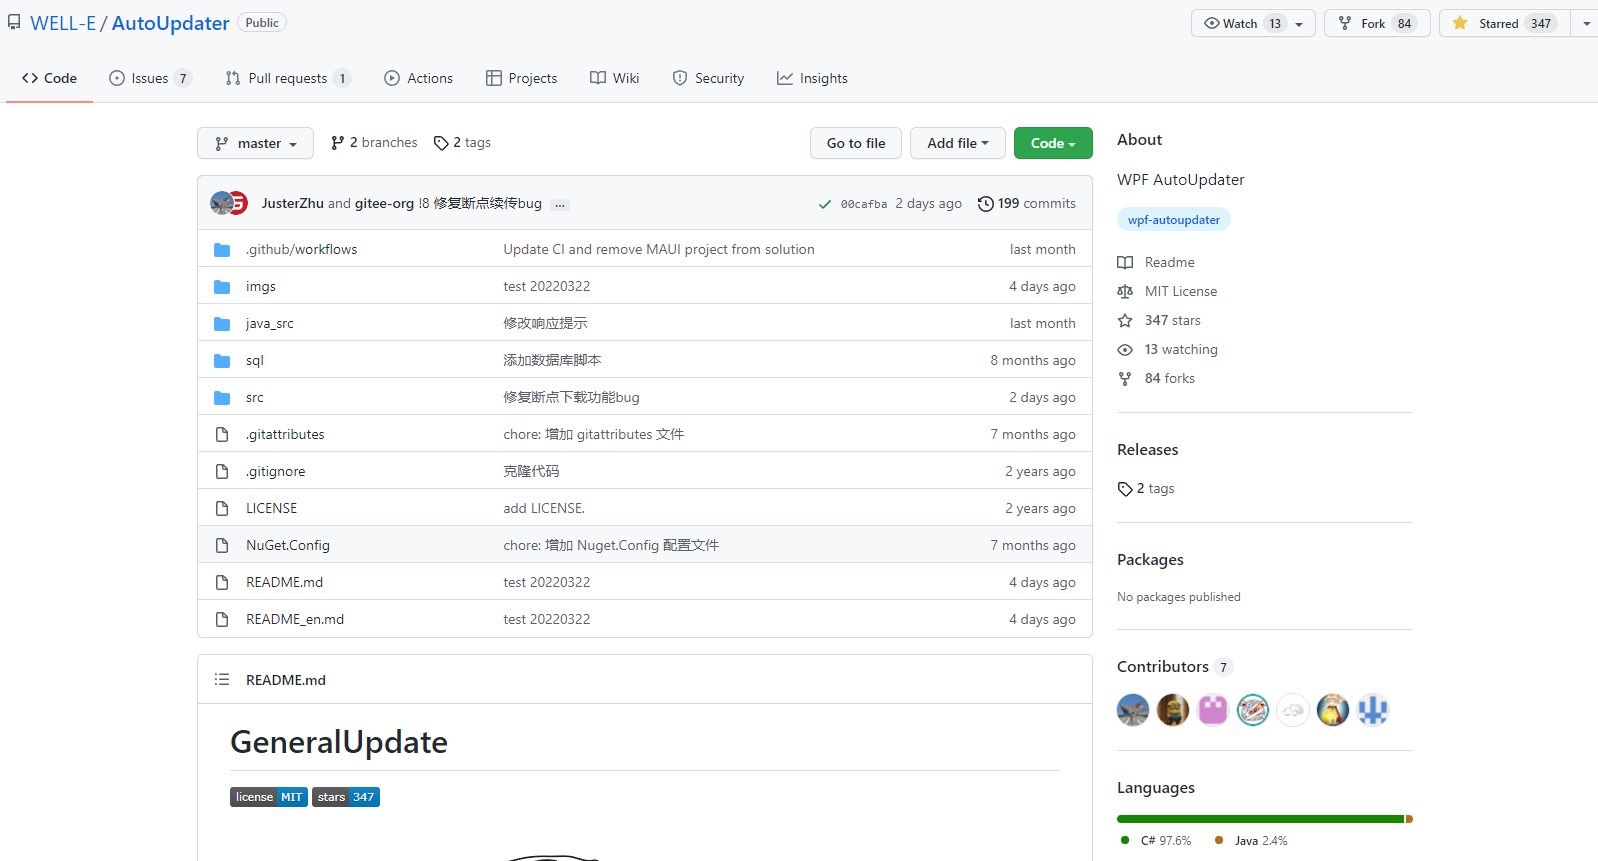 WELL-E / AutoUpdater Public Watch 13 Fork 84 Starred 347
Code Issues 7 Pull requests 1 Actions Projects Wiki Security Insights
master 2 branches 2 tags Go to file Add file Code
JusterZhu and gitee-org !8 修复断点续传bug ... 00cafba 2 days ago 199 commits
.github/workflows Update CI and remove MAUI project from solution last month
imgs test 20220322 4 days ago
java_src 修改响应提示 last month
sql 添加数据库脚本 8 months ago
src 修复断点下载功能bug 2 days ago
.gitattributes chore: 增加 gitattributes 文件 7 months ago
.gitignore 克隆代码 2 years ago
LICENSE add LICENSE. 2 years ago
NuGet.Config chore: 增加 Nuget.Config 配置文件 7 months ago
README.md test 20220322 4 days ago
README_en.md test 20220322 4 days ago
README.md
GeneralUpdate
license MIT stars 347
About
WPF AutoUpdater
wpf-autoupdater
Readme
MIT License
347 stars
13 watching
84 forks
Releases
2 tags
Packages
No packages published
Contributors 7
Languages
C# 97.6% Java 2.4%